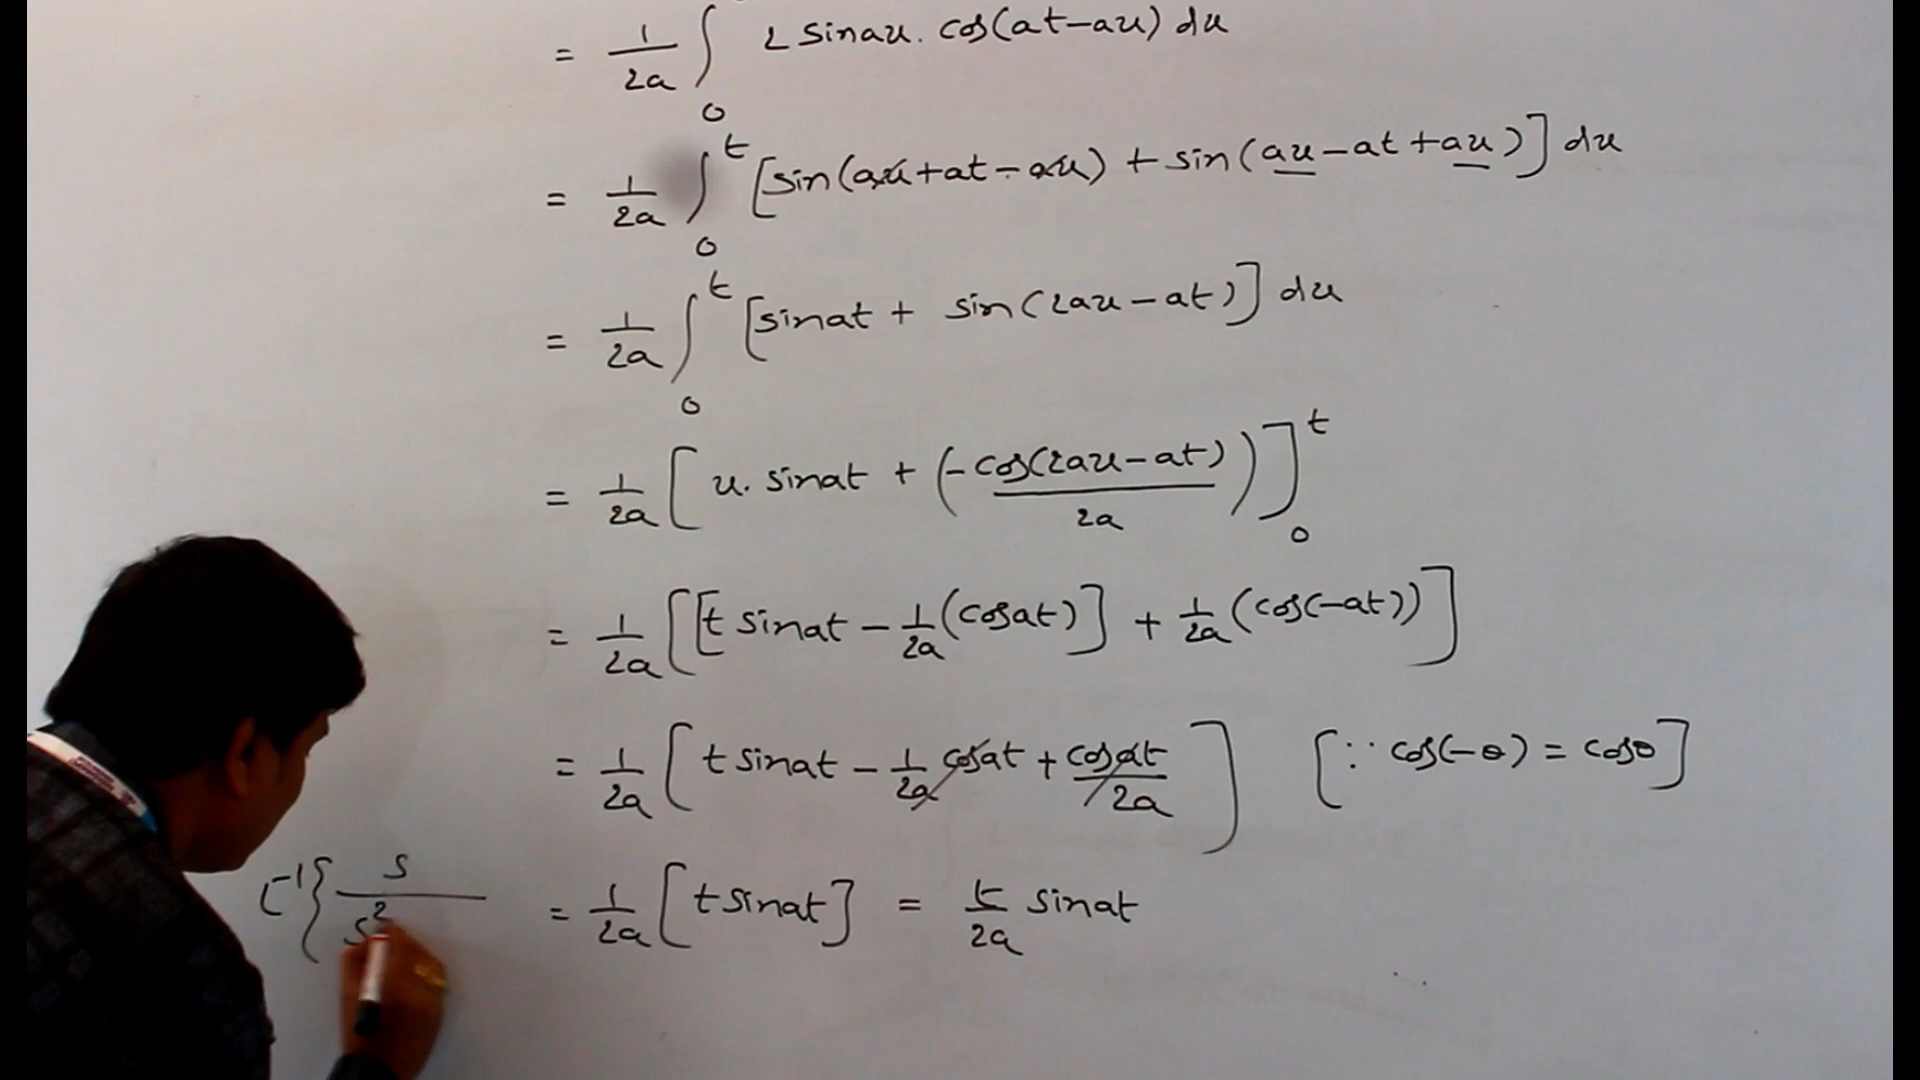 = 1/2a ∫₀ 2 sinau. cos(at-au) du
= 1/2a ∫₀ᵗ [sin(au+at-au) + sin(au-at+au)] du
= 1/2a ∫₀ᵗ [sinat + sin(2au-at)] du
= 1/2a [u. sinat + (-cos(2au-at)/2a)]₀ᵗ
= 1/2a [[t sinat - 1/2a (cosat)] + 1/2a (cos(-at))]
= 1/2a [t sinat - 1/2a cosat + cosat/2a] [∵ cos(-θ) = cosθ]
L⁻¹{ s/s² = 1/2a [t sinat] = t/2a sinat